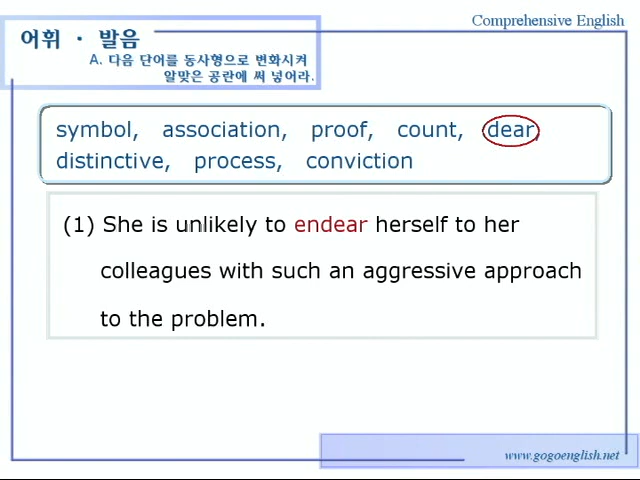 Comprehensive English
어휘 · 발음
A. 다음 단어를 동사형으로 변화시켜
알맞은 공란에 써 넣어라.
symbol, association, proof, count, dear,
distinctive, process, conviction
(1) She is unlikely to endear herself to her
colleagues with such an aggressive approach
to the problem.
www.gogoenglish.net